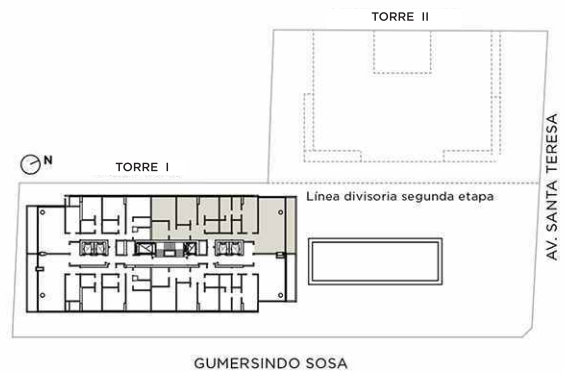 TORRE II
AV. SANTA TERESA
N
TORRE I
Línea divisoria segunda etapa
GUMERSINDO SOSA